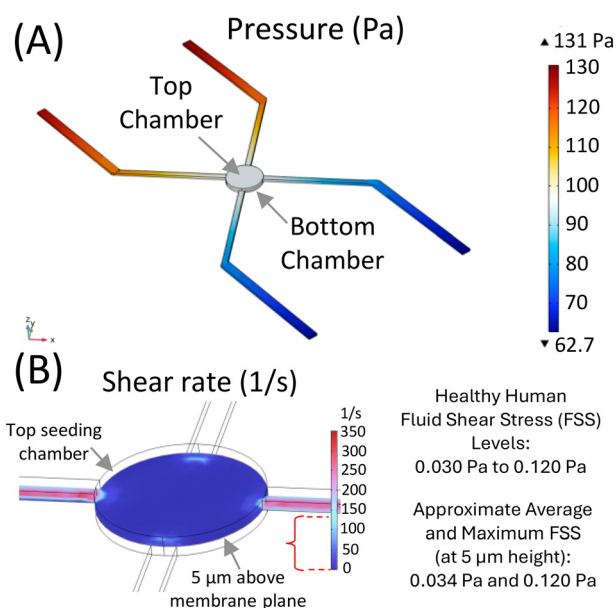 (A)
Pressure (Pa)
▲ 131 Pa
130
120
110
100
90
80
70
▼ 62.7
Top
Chamber
Bottom
Chamber
z
y
x
(B)
Shear rate (1/s)
1/s
350
300
250
200
150
100
50
0
Top seeding
chamber
5 µm above
membrane plane
Healthy Human
Fluid Shear Stress (FSS)
Levels:
0.030 Pa to 0.120 Pa
Approximate Average
and Maximum FSS
(at 5 µm height):
0.034 Pa and 0.120 Pa